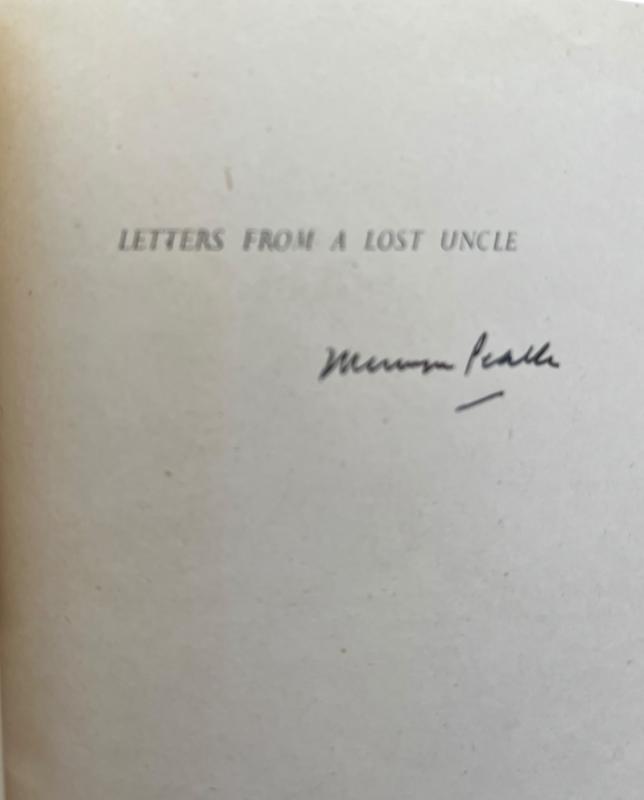 LETTERS FROM A LOST UNCLE
Mervyn Peake